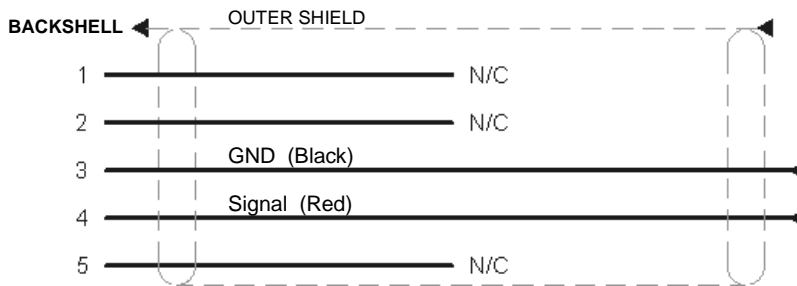 BACKSHELL OUTER SHIELD
1 N/C
2 N/C
3 GND (Black)
4 Signal (Red)
5 N/C